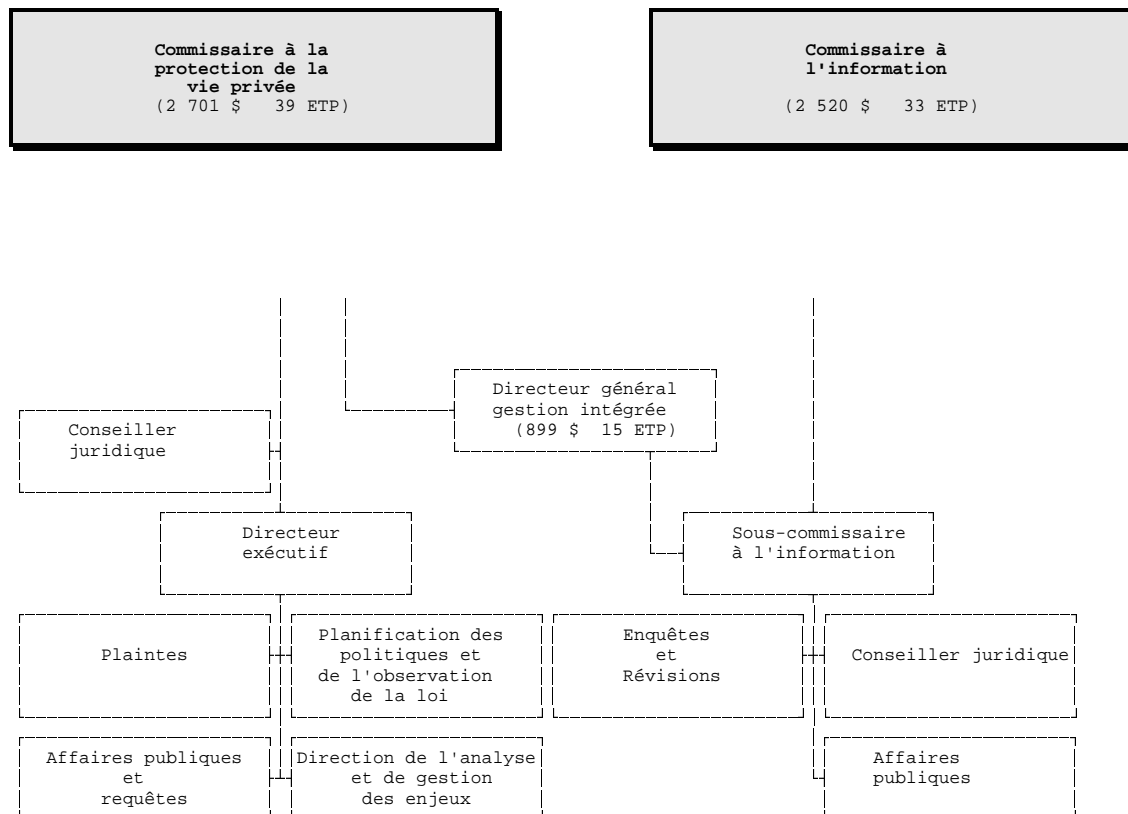 Commissaire à la
protection de la
vie privée
(2 701 $ 39 ETP)
Commissaire à
l'information
(2 520 $ 33 ETP)
Directeur général
gestion intégrée
(899 $ 15 ETP)
Conseiller
juridique
Directeur
exécutif
Sous-commissaire
à l'information
Plaintes
Planification des
politiques et
de l'observation
de la loi
Enquêtes
et
Révisions
Conseiller juridique
Affaires publiques
et
requêtes
Direction de l'analyse
et de gestion
des enjeux
Affaires
publiques